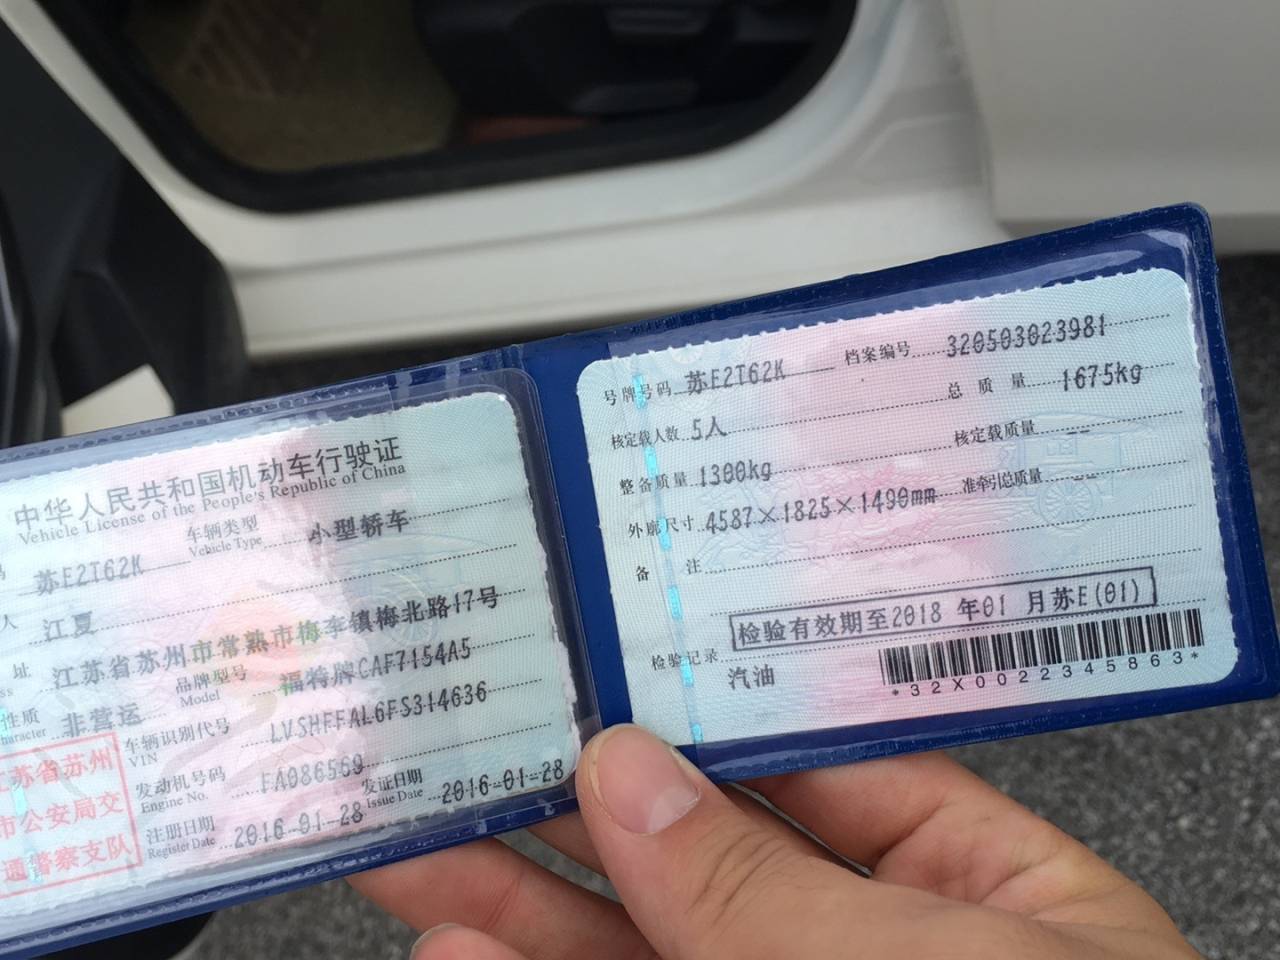 中华人民共和国机动车行驶证
Vehicle License of the People's Republic of China
苏E2T62K
车辆类型
Vehicle Type
小型轿车
人
江夏
址
江苏省苏州市常熟市梅李镇梅北路17号
性质
非营运
品牌型号
Model
福特牌CAF7154A5
车辆识别代号
VIN
LVSHFFAL6FS314636
发动机号码
Engine No.
FA086569
注册日期
Register Date
2016-01-28
发证日期
Issue Date
2016-01-28
江苏省苏州
市公安局交
通警察支队
号牌号码 苏E2T62K 档案编号 320503023981
核定载人数 5人 总质量 1675kg
整备质量 1300kg 核定载质量 --
外廓尺寸 4587×1825×1490mm 准牵引总质量 --
备注
检验有效期至2018 年01 月苏E(01)
检验记录
汽油
*32X0022345863*